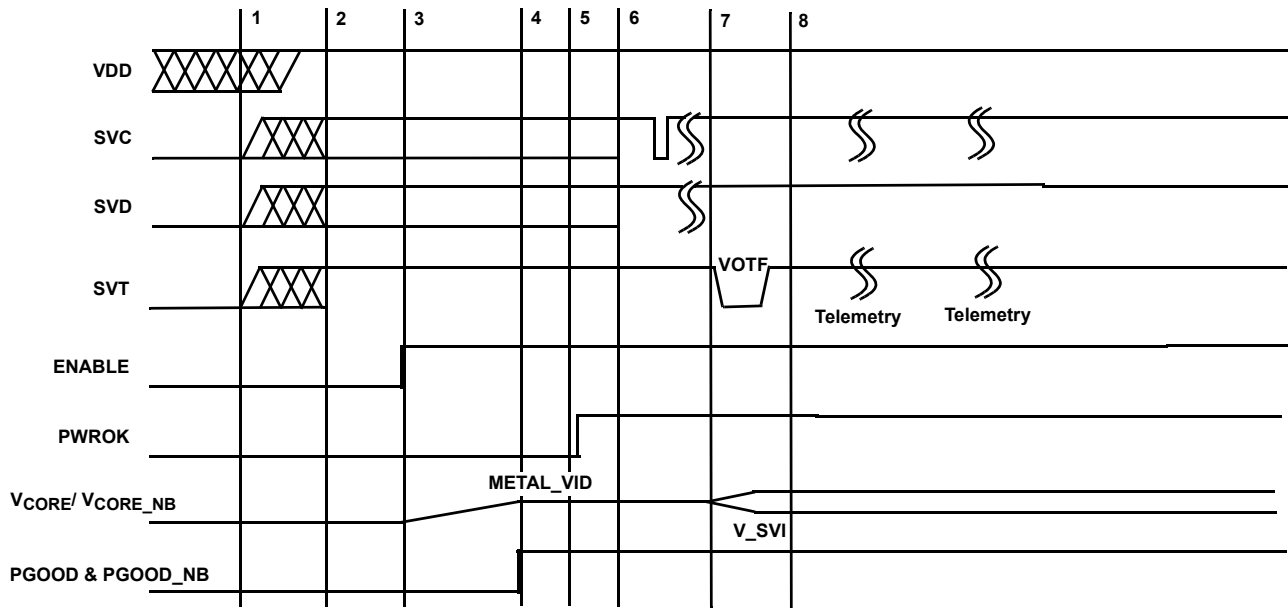 1 2 3 4 5 6 7 8
VDD
SVC
SVD
VOTF
SVT
Telemetry Telemetry
ENABLE
PWROK
METAL_VID
VCORE/ VCORE_NB
V_SVI
PGOOD & PGOOD_NB